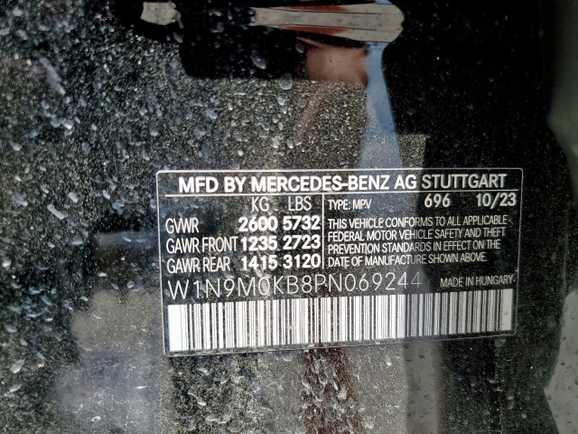 MFD BY MERCEDES-BENZ AG STUTTGART
KG LBS TYPE: MPV 696 10/23
GVWR 2600 5732 THIS VEHICLE CONFORMS TO ALL APPLICABLE
GAWR FRONT 1235 2723 FEDERAL MOTOR VEHICLE SAFETY AND THEFT
PREVENTION STANDARDS IN EFFECT ON THE
GAWR REAR 1415 3120 DATE OF MANUFACTURE SHOWN ABOVE.
W1N9M0KB8PN069244 MADE IN HUNGARY